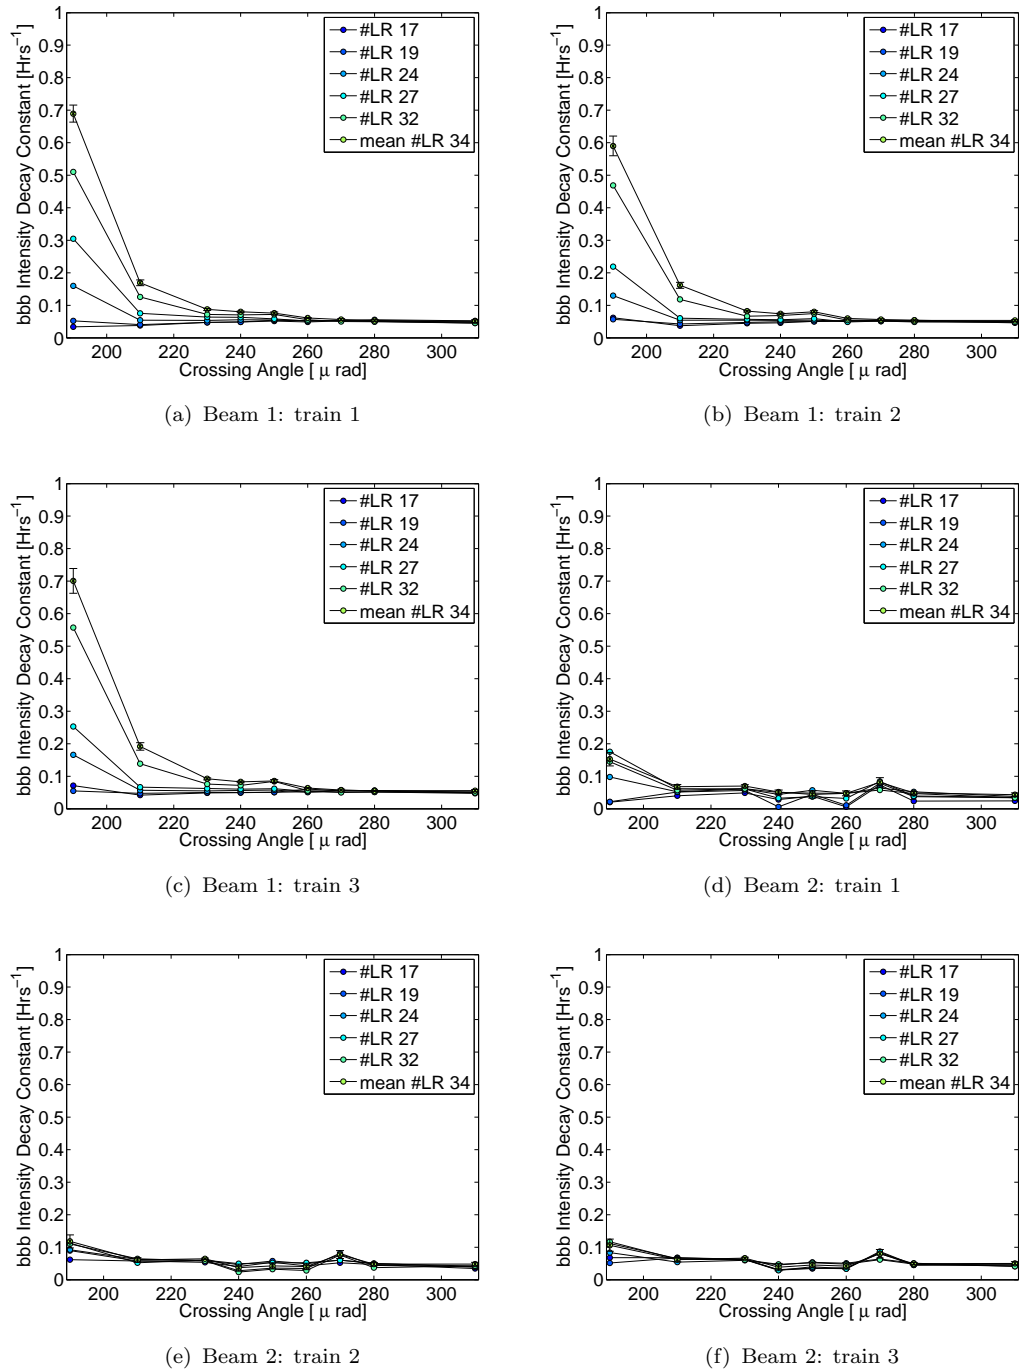 1
0.9
0.8
0.7
0.6
0.5
0.4
0.3
0.2
0.1
0
bbb Intensity Decay Constant [Hrs⁻¹]
#LR 17
#LR 19
#LR 24
#LR 27
#LR 32
mean #LR 34
200 220 240 260 280 300
Crossing Angle [ μ rad]
(a) Beam 1: train 1
1
0.9
0.8
0.7
0.6
0.5
0.4
0.3
0.2
0.1
0
bbb Intensity Decay Constant [Hrs⁻¹]
#LR 17
#LR 19
#LR 24
#LR 27
#LR 32
mean #LR 34
200 220 240 260 280 300
Crossing Angle [ μ rad]
(b) Beam 1: train 2
1
0.9
0.8
0.7
0.6
0.5
0.4
0.3
0.2
0.1
0
bbb Intensity Decay Constant [Hrs⁻¹]
#LR 17
#LR 19
#LR 24
#LR 27
#LR 32
mean #LR 34
200 220 240 260 280 300
Crossing Angle [ μ rad]
(c) Beam 1: train 3
1
0.9
0.8
0.7
0.6
0.5
0.4
0.3
0.2
0.1
0
bbb Intensity Decay Constant [Hrs⁻¹]
#LR 17
#LR 19
#LR 24
#LR 27
#LR 32
mean #LR 34
200 220 240 260 280 300
Crossing Angle [ μ rad]
(d) Beam 2: train 1
1
0.9
0.8
0.7
0.6
0.5
0.4
0.3
0.2
0.1
0
bbb Intensity Decay Constant [Hrs⁻¹]
#LR 17
#LR 19
#LR 24
#LR 27
#LR 32
mean #LR 34
200 220 240 260 280 300
Crossing Angle [ μ rad]
(e) Beam 2: train 2
1
0.9
0.8
0.7
0.6
0.5
0.4
0.3
0.2
0.1
0
bbb Intensity Decay Constant [Hrs⁻¹]
#LR 17
#LR 19
#LR 24
#LR 27
#LR 32
mean #LR 34
200 220 240 260 280 300
Crossing Angle [ μ rad]
(f) Beam 2: train 3